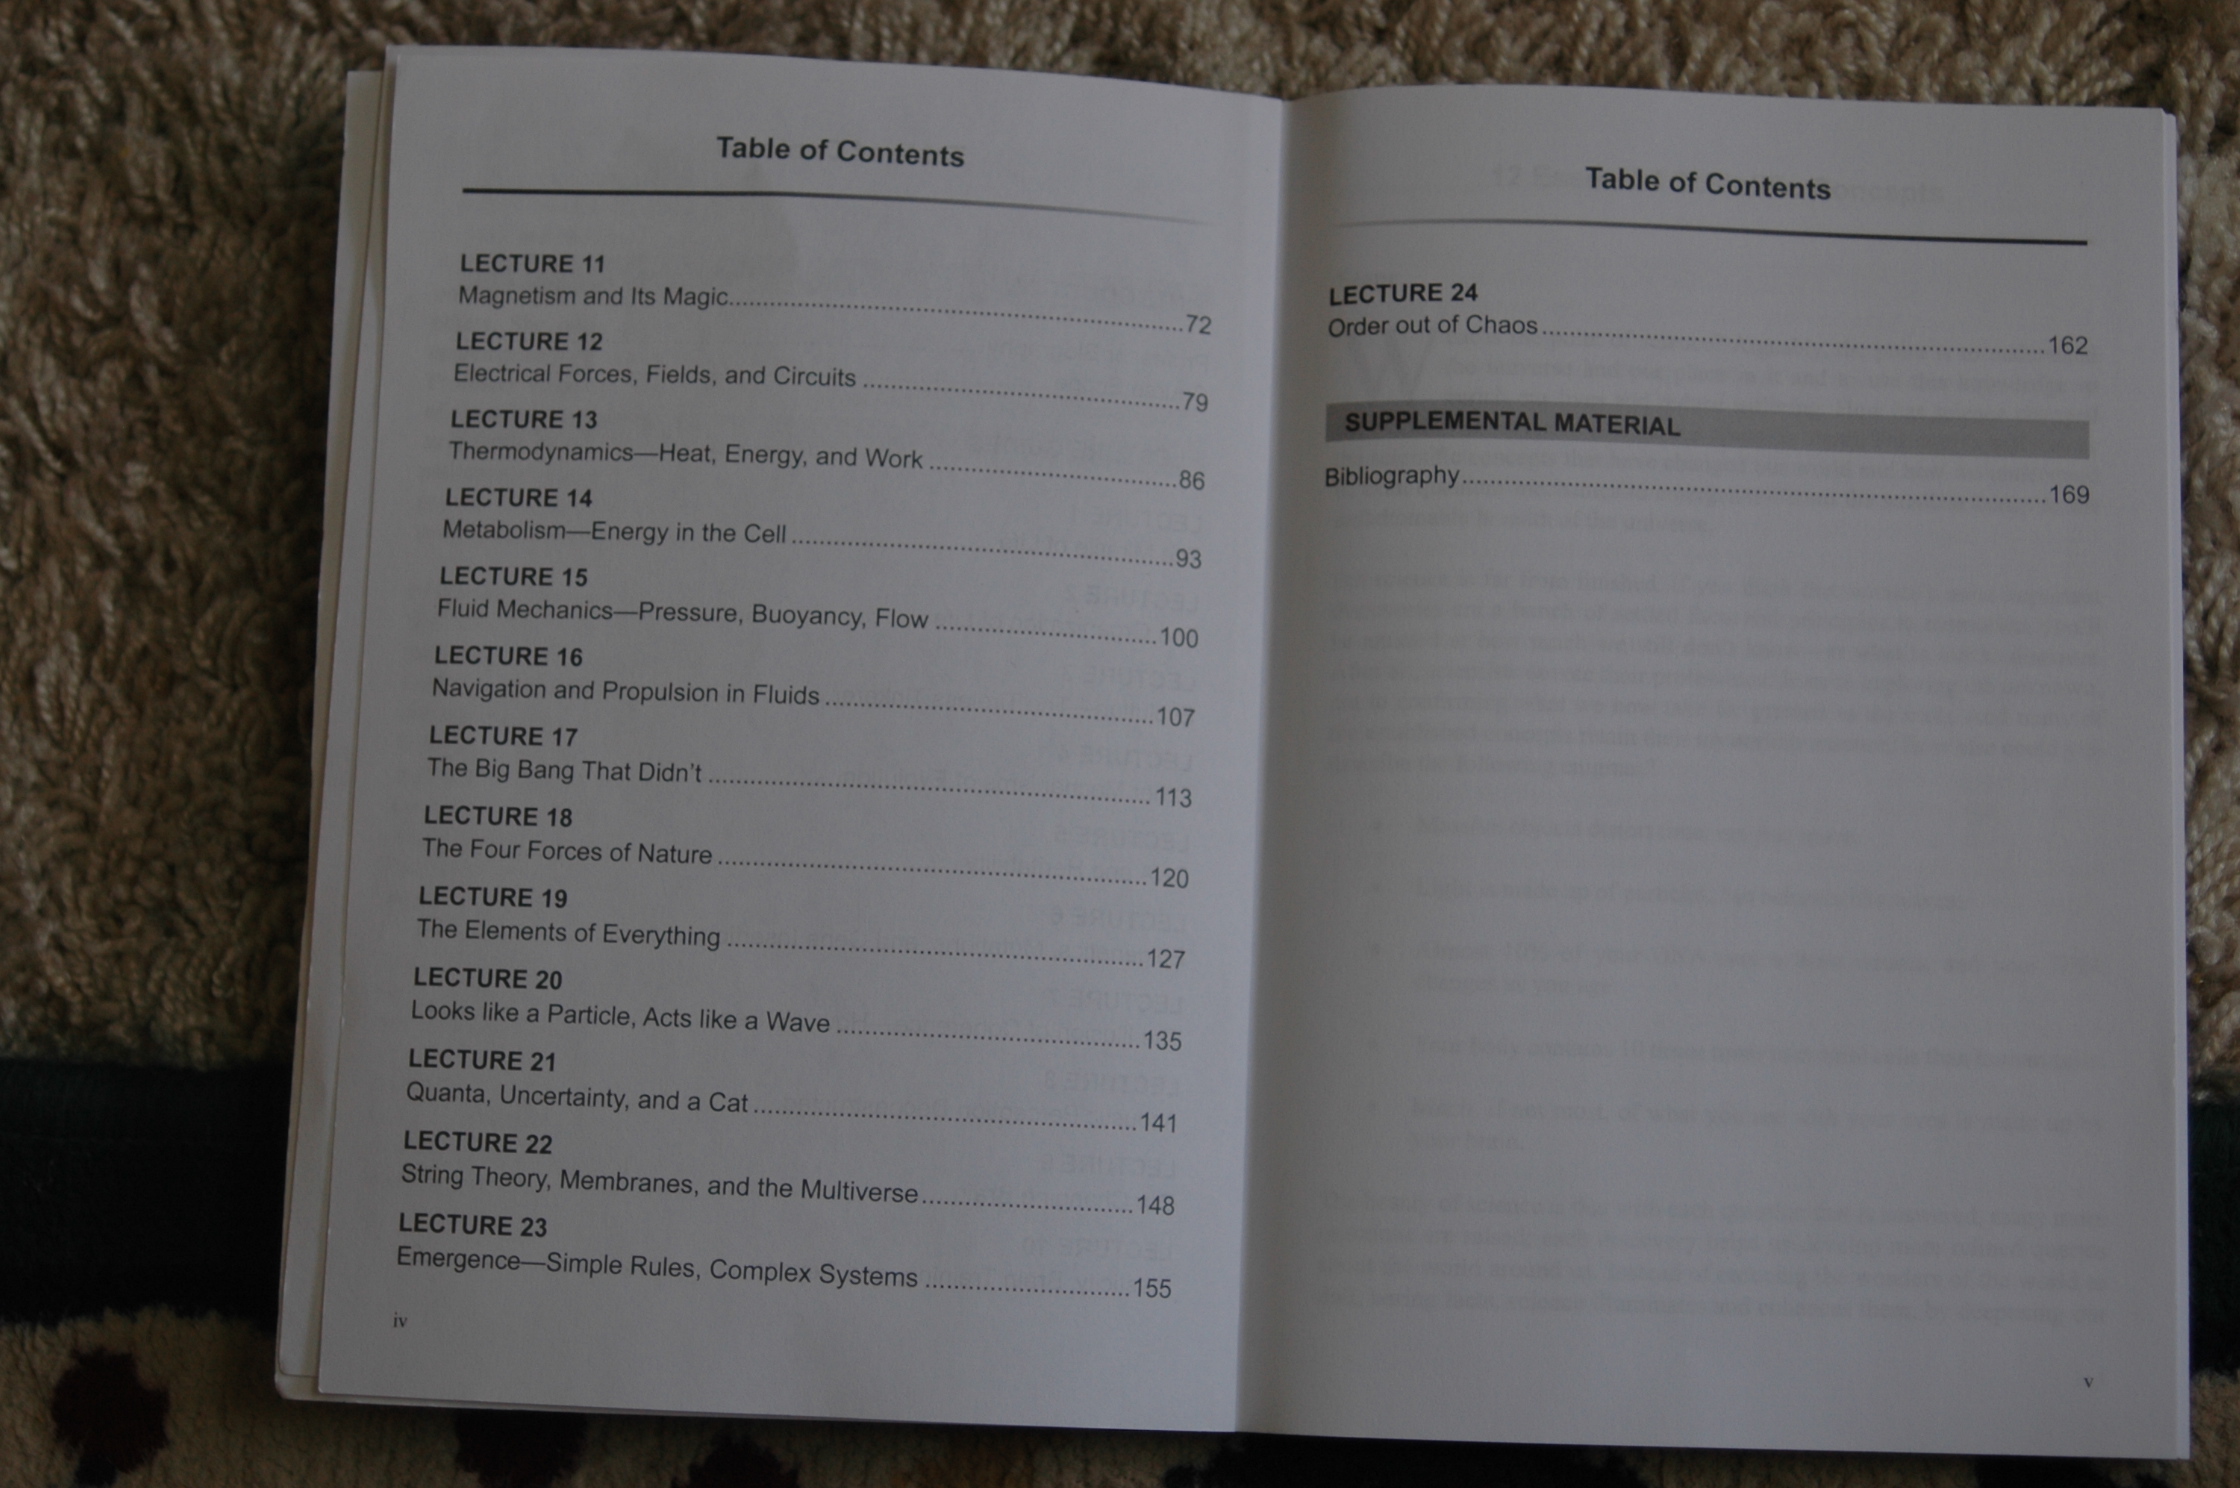 Table of Contents
LECTURE 11
Magnetism and Its Magic....................................................72
LECTURE 12
Electrical Forces, Fields, and Circuits ....................................79
LECTURE 13
Thermodynamics—Heat, Energy, and Work ..........................86
LECTURE 14
Metabolism—Energy in the Cell.........................................93
LECTURE 15
Fluid Mechanics—Pressure, Buoyancy, Flow .......................100
LECTURE 16
Navigation and Propulsion in Fluids ..................................107
LECTURE 17
The Big Bang That Didn't ..............................................113
LECTURE 18
The Four Forces of Nature .............................................120
LECTURE 19
The Elements of Everything ...........................................127
LECTURE 20
Looks like a Particle, Acts like a Wave ..............................135
LECTURE 21
Quanta, Uncertainty, and a Cat.......................................141
LECTURE 22
String Theory, Membranes, and the Multiverse.....................148
LECTURE 23
Emergence—Simple Rules, Complex Systems .....................155
iv
Table of Contents
LECTURE 24
Order out of Chaos......................................................162
SUPPLEMENTAL MATERIAL
Bibliography...............................................................169
v